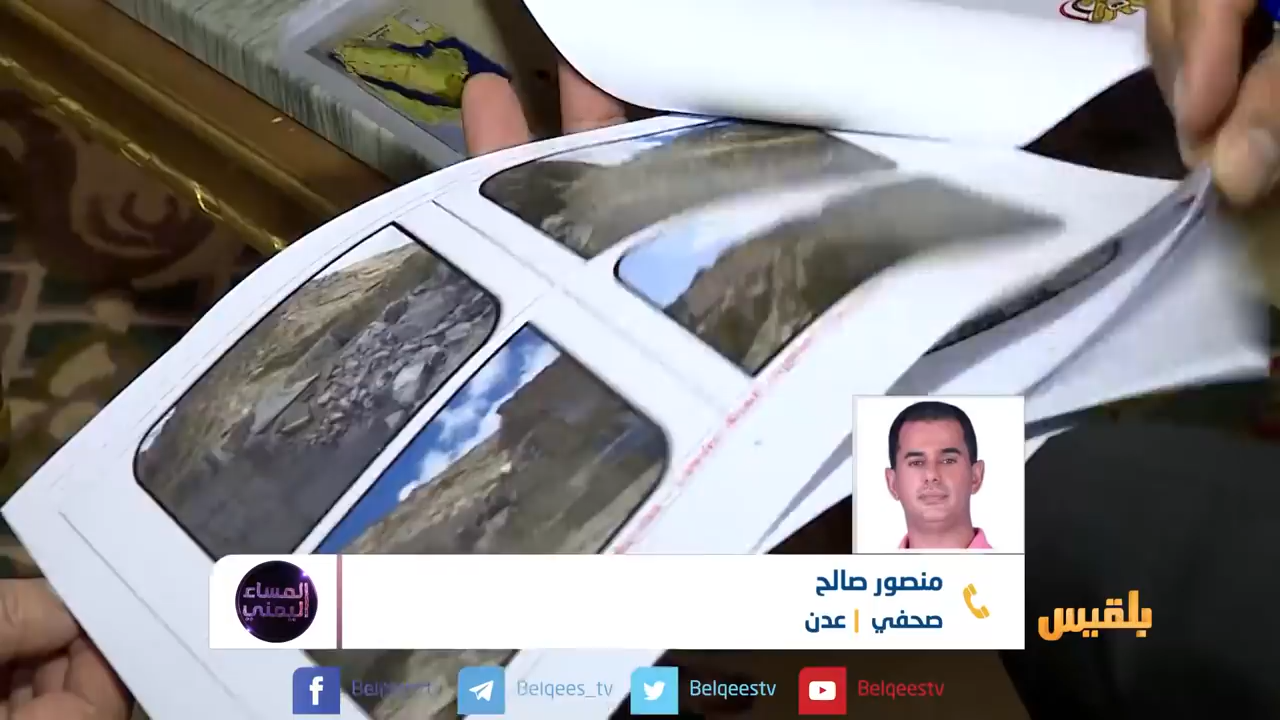 منصور صالح
صحفي | عدن
المساء
اليمني
بلقيس
Belqees_tv
Belqeestv
Belqeestv